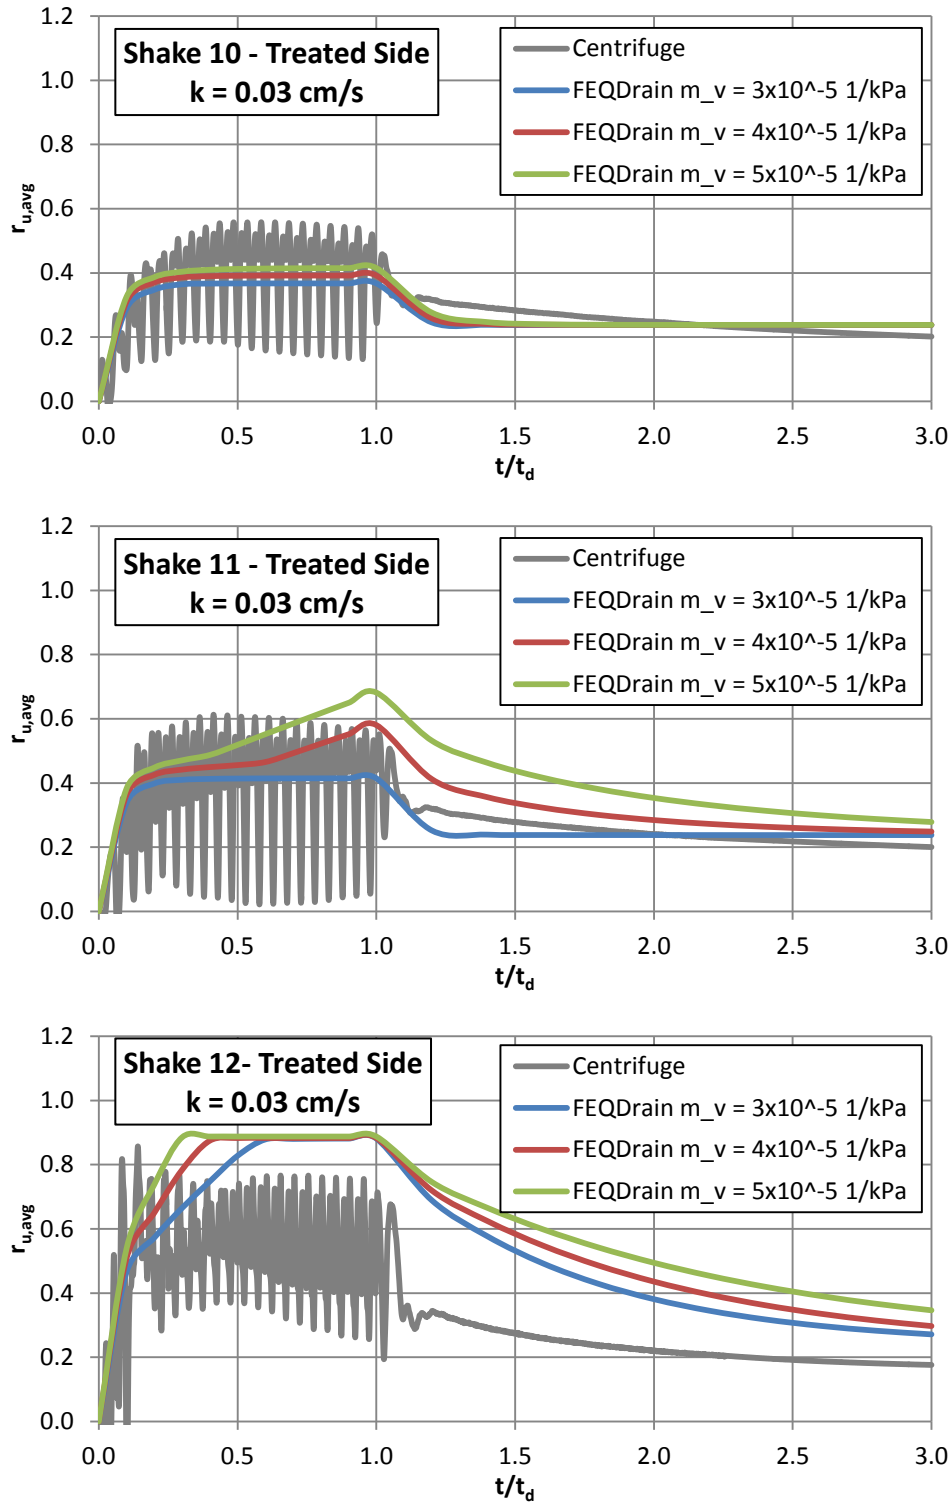 1.2
1.0
0.8
0.6
0.4
0.2
0.0
r_u,avg
Shake 10 - Treated Side
k = 0.03 cm/s
Centrifuge
FEQDrain m_v = 3x10^-5 1/kPa
FEQDrain m_v = 4x10^-5 1/kPa
FEQDrain m_v = 5x10^-5 1/kPa
0.0 0.5 1.0 1.5 2.0 2.5 3.0
t/t_d
1.2
1.0
0.8
0.6
0.4
0.2
0.0
r_u,avg
Shake 11 - Treated Side
k = 0.03 cm/s
Centrifuge
FEQDrain m_v = 3x10^-5 1/kPa
FEQDrain m_v = 4x10^-5 1/kPa
FEQDrain m_v = 5x10^-5 1/kPa
0.0 0.5 1.0 1.5 2.0 2.5 3.0
t/t_d
1.2
1.0
0.8
0.6
0.4
0.2
0.0
r_u,avg
Shake 12- Treated Side
k = 0.03 cm/s
Centrifuge
FEQDrain m_v = 3x10^-5 1/kPa
FEQDrain m_v = 4x10^-5 1/kPa
FEQDrain m_v = 5x10^-5 1/kPa
0.0 0.5 1.0 1.5 2.0 2.5 3.0
t/t_d